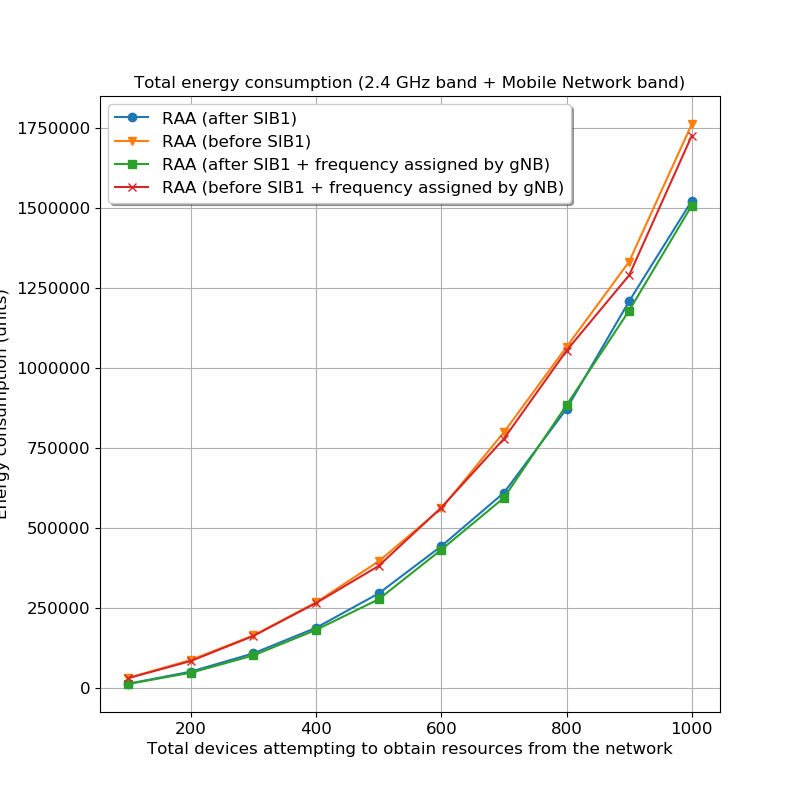 Total energy consumption (2.4 GHz band + Mobile Network band)
RAA (after SIB1)
RAA (before SIB1)
RAA (after SIB1 + frequency assigned by gNB)
RAA (before SIB1 + frequency assigned by gNB)
1750000
1500000
1250000
1000000
750000
500000
250000
0
Energy consumption (units)
200 400 600 800 1000
Total devices attempting to obtain resources from the network